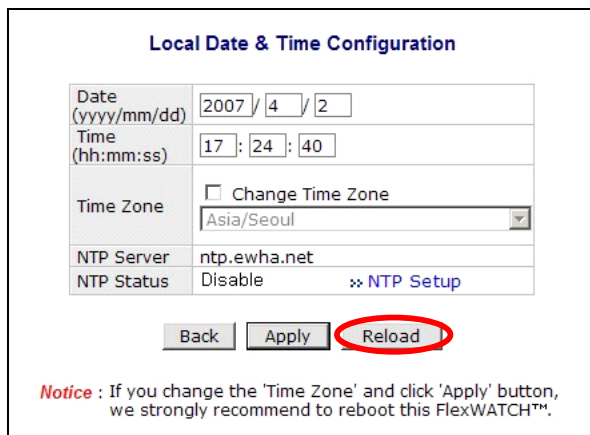 Local Date & Time Configuration
Date
(yyyy/mm/dd)
2007 / 4 / 2
Time
(hh:mm:ss)
17 : 24 : 40
Time Zone
Change Time Zone
Asia/Seoul
NTP Server ntp.ewha.net
NTP Status Disable » NTP Setup
Back Apply Reload
Notice : If you change the 'Time Zone' and click 'Apply' button,
we strongly recommend to reboot this FlexWATCH™.